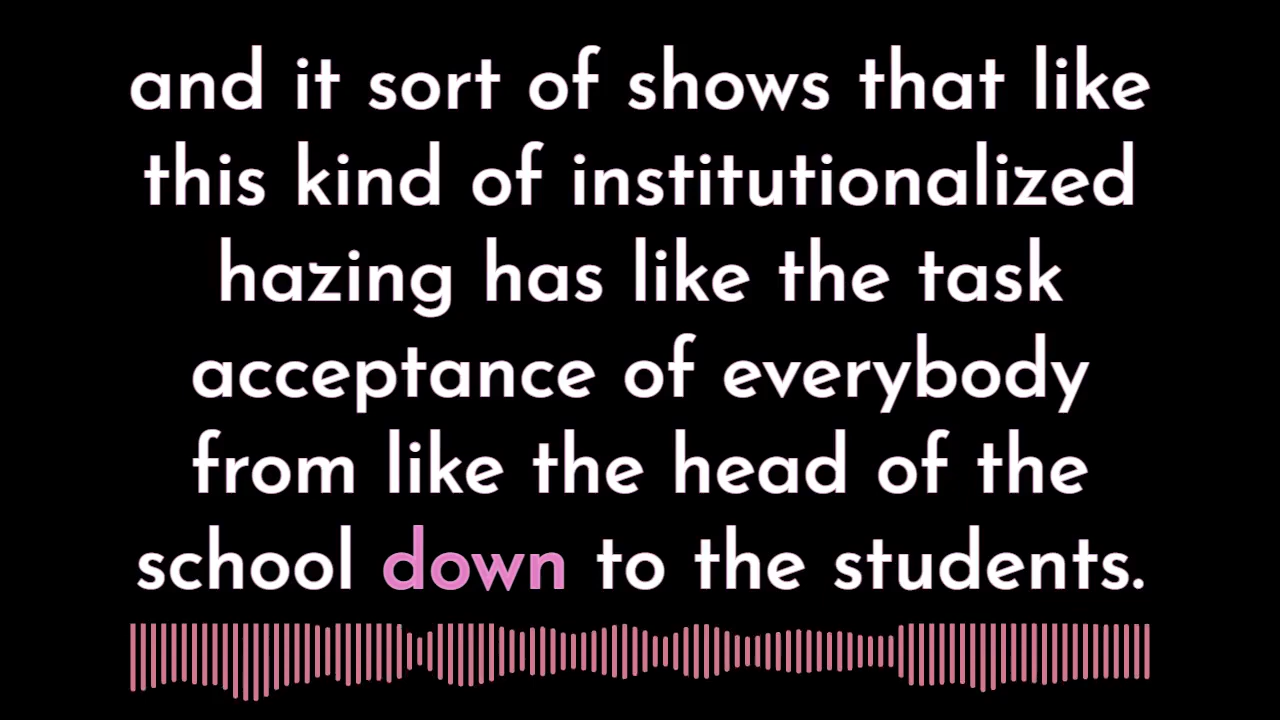 and it sort of shows that like
this kind of institutionalized
hazing has like the task
acceptance of everybody
from like the head of the
school down to the students.